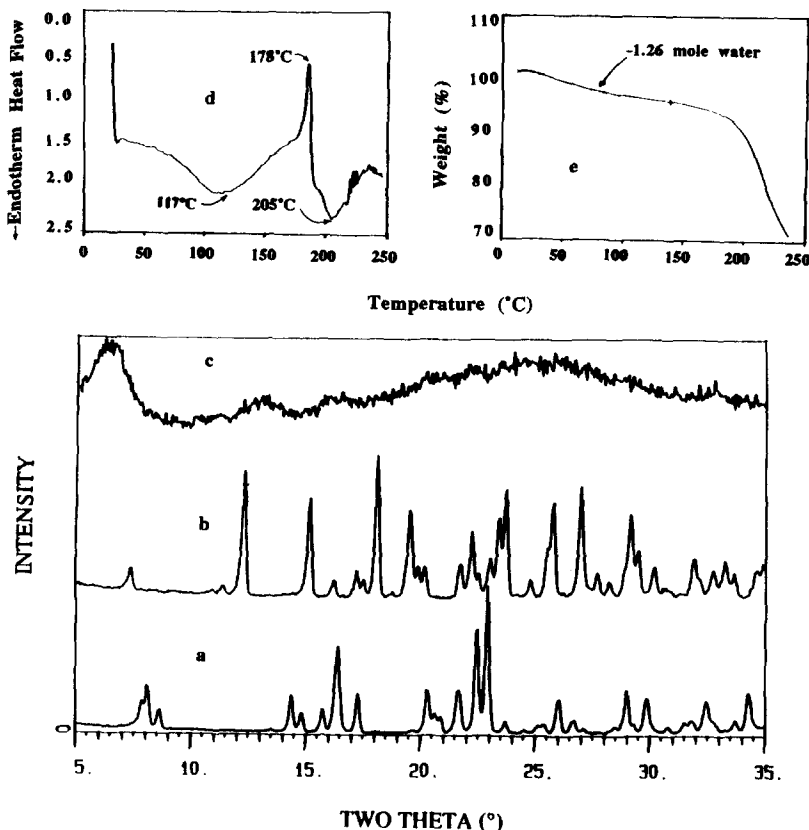 ←Endotherm Heat Flow
0.0
0.5
1.0
1.5
2.0
2.5
d
178°C
117°C
205°C
0
50
100
150
200
250
Weight (%)
110
100
90
80
70
-1.26 mole water
e
0
50
100
150
200
250
Temperature (°C)
INTENSITY
c
b
a
0
5.
10.
15.
20.
25.
30.
35.
TWO THETA (°)